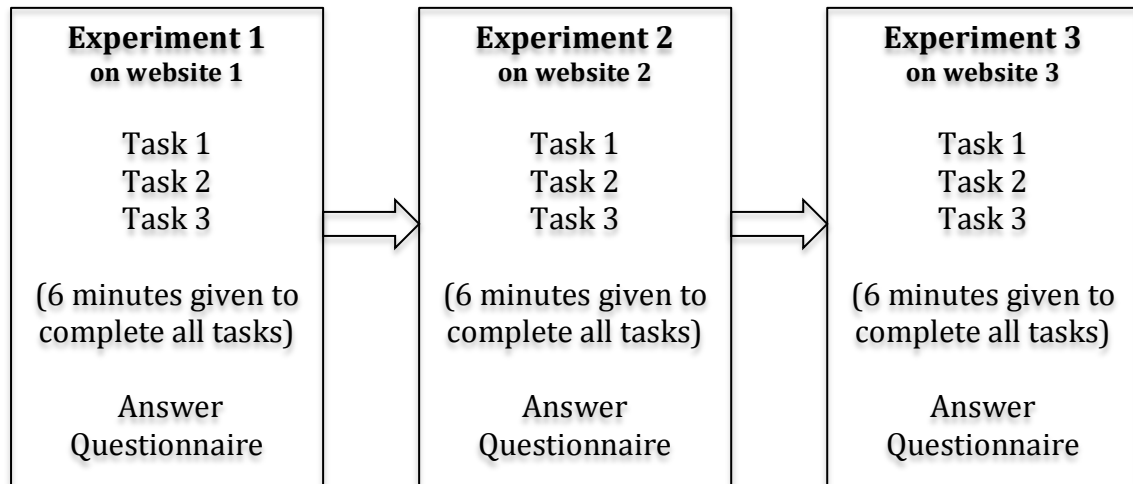 Experiment 1
on website 1
Task 1
Task 2
Task 3
(6 minutes given to
complete all tasks)
Answer
Questionnaire
Experiment 2
on website 2
Task 1
Task 2
Task 3
(6 minutes given to
complete all tasks)
Answer
Questionnaire
Experiment 3
on website 3
Task 1
Task 2
Task 3
(6 minutes given to
complete all tasks)
Answer
Questionnaire